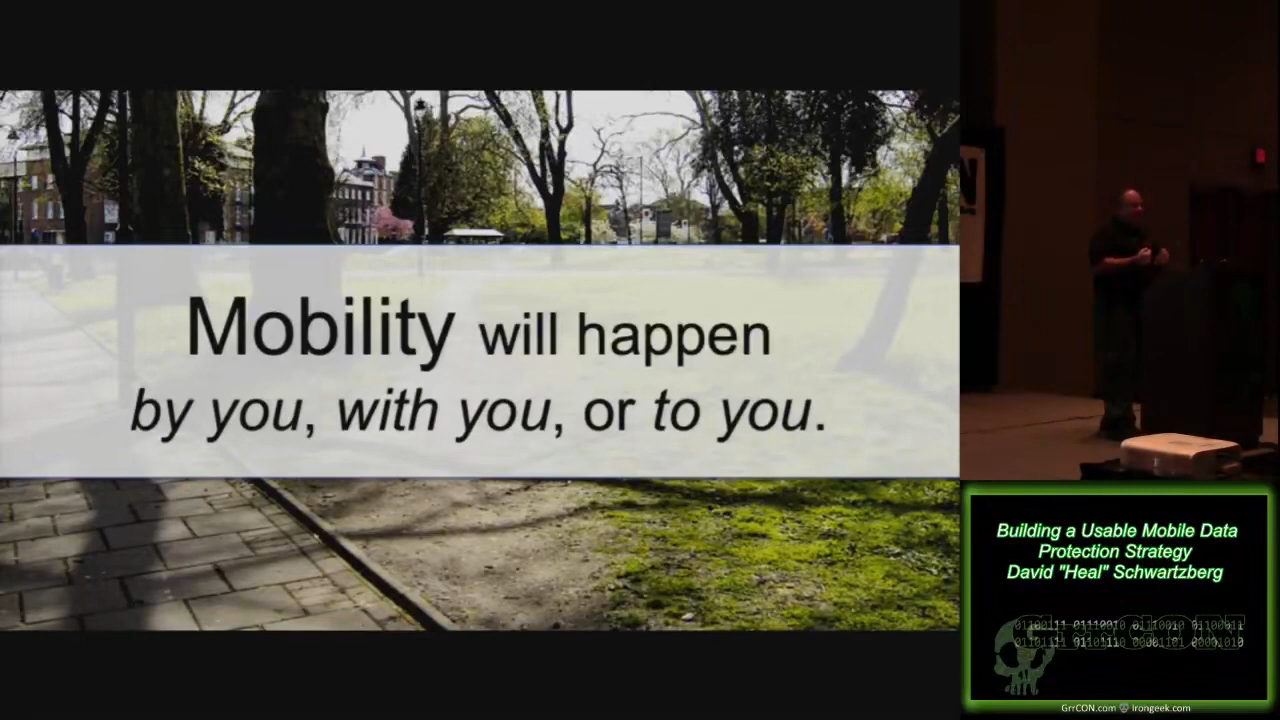 Mobility will happen
by you, with you, or to you.
N
Building a Usable Mobile Data
Protection Strategy
David "Heal" Schwartzberg
GrrCON
GrrCON.com Irongeek.com